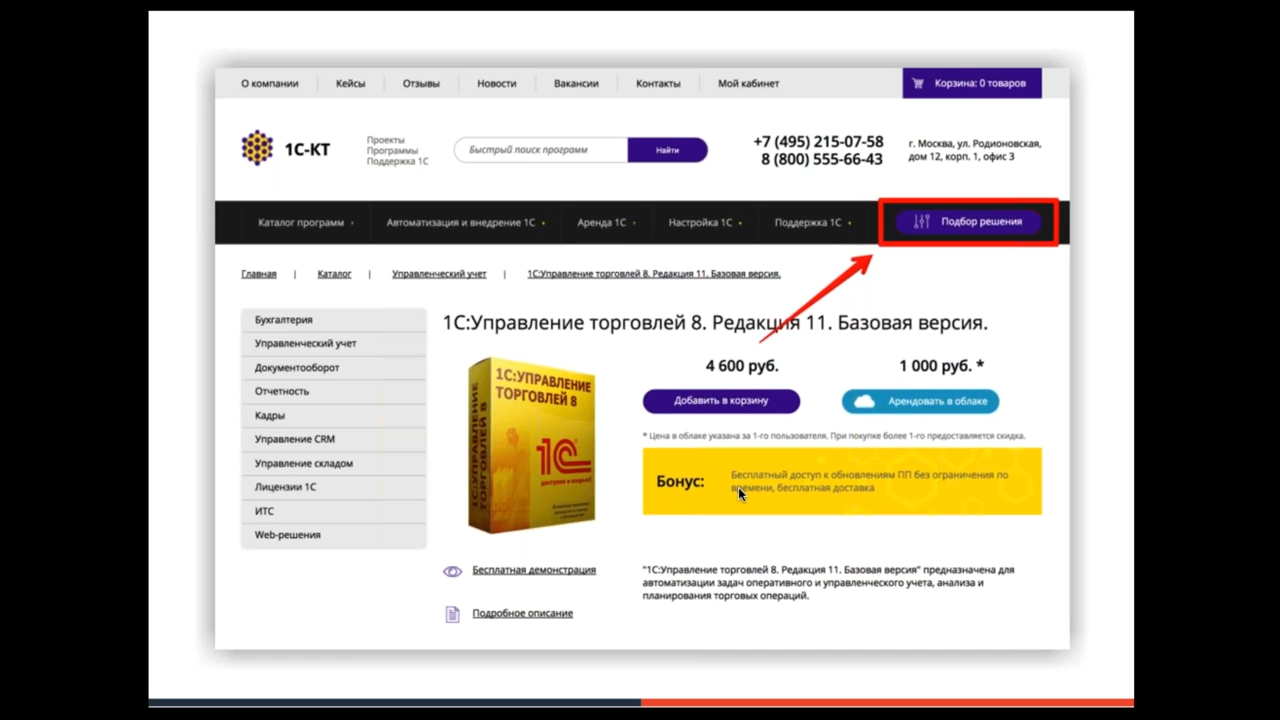 О компании
Кейсы
Отзывы
Новости
Вакансии
Контакты
Мой кабинет
Корзина: 0 товаров
1С-КТ
Проекты
Программы
Поддержка 1С
Быстрый поиск программ
Найти
+7 (495) 215-07-58
8 (800) 555-66-43
г. Москва, ул. Родионовская,
дом 12, корп. 1, офис 3
Каталог программ
Автоматизация и внедрение 1С
Аренда 1С
Настройка 1С
Поддержка 1С
Подбор решения
Главная | Каталог | Управленческий учет | 1С:Управление торговлей 8. Редакция 11. Базовая версия.
Бухгалтерия
Управленческий учет
Документооборот
Отчетность
Кадры
Управление CRM
Управление складом
Лицензии 1С
ИТС
Web-решения
1С:Управление торговлей 8. Редакция 11. Базовая версия.
1С:УПРАВЛЕНИЕ
ТОРГОВЛЕЙ 8
1С:УПРАВЛЕНИЕ
ТОРГОВЛЕЙ 8
1С
4 600 руб.
Добавить в корзину
1 000 руб. *
Арендовать в облаке
* Цена в облаке указана за 1-го пользователя. При покупке более 1-го предоставляется скидка.
Бонус:
Бесплатный доступ к обновлениям ПП без ограничения по
времени, бесплатная доставка
Бесплатная демонстрация
Подробное описание
"1С:Управление торговлей 8. Редакция 11. Базовая версия" предназначена для
автоматизации задач оперативного и управленческого учета, анализа и
планирования торговых операций.